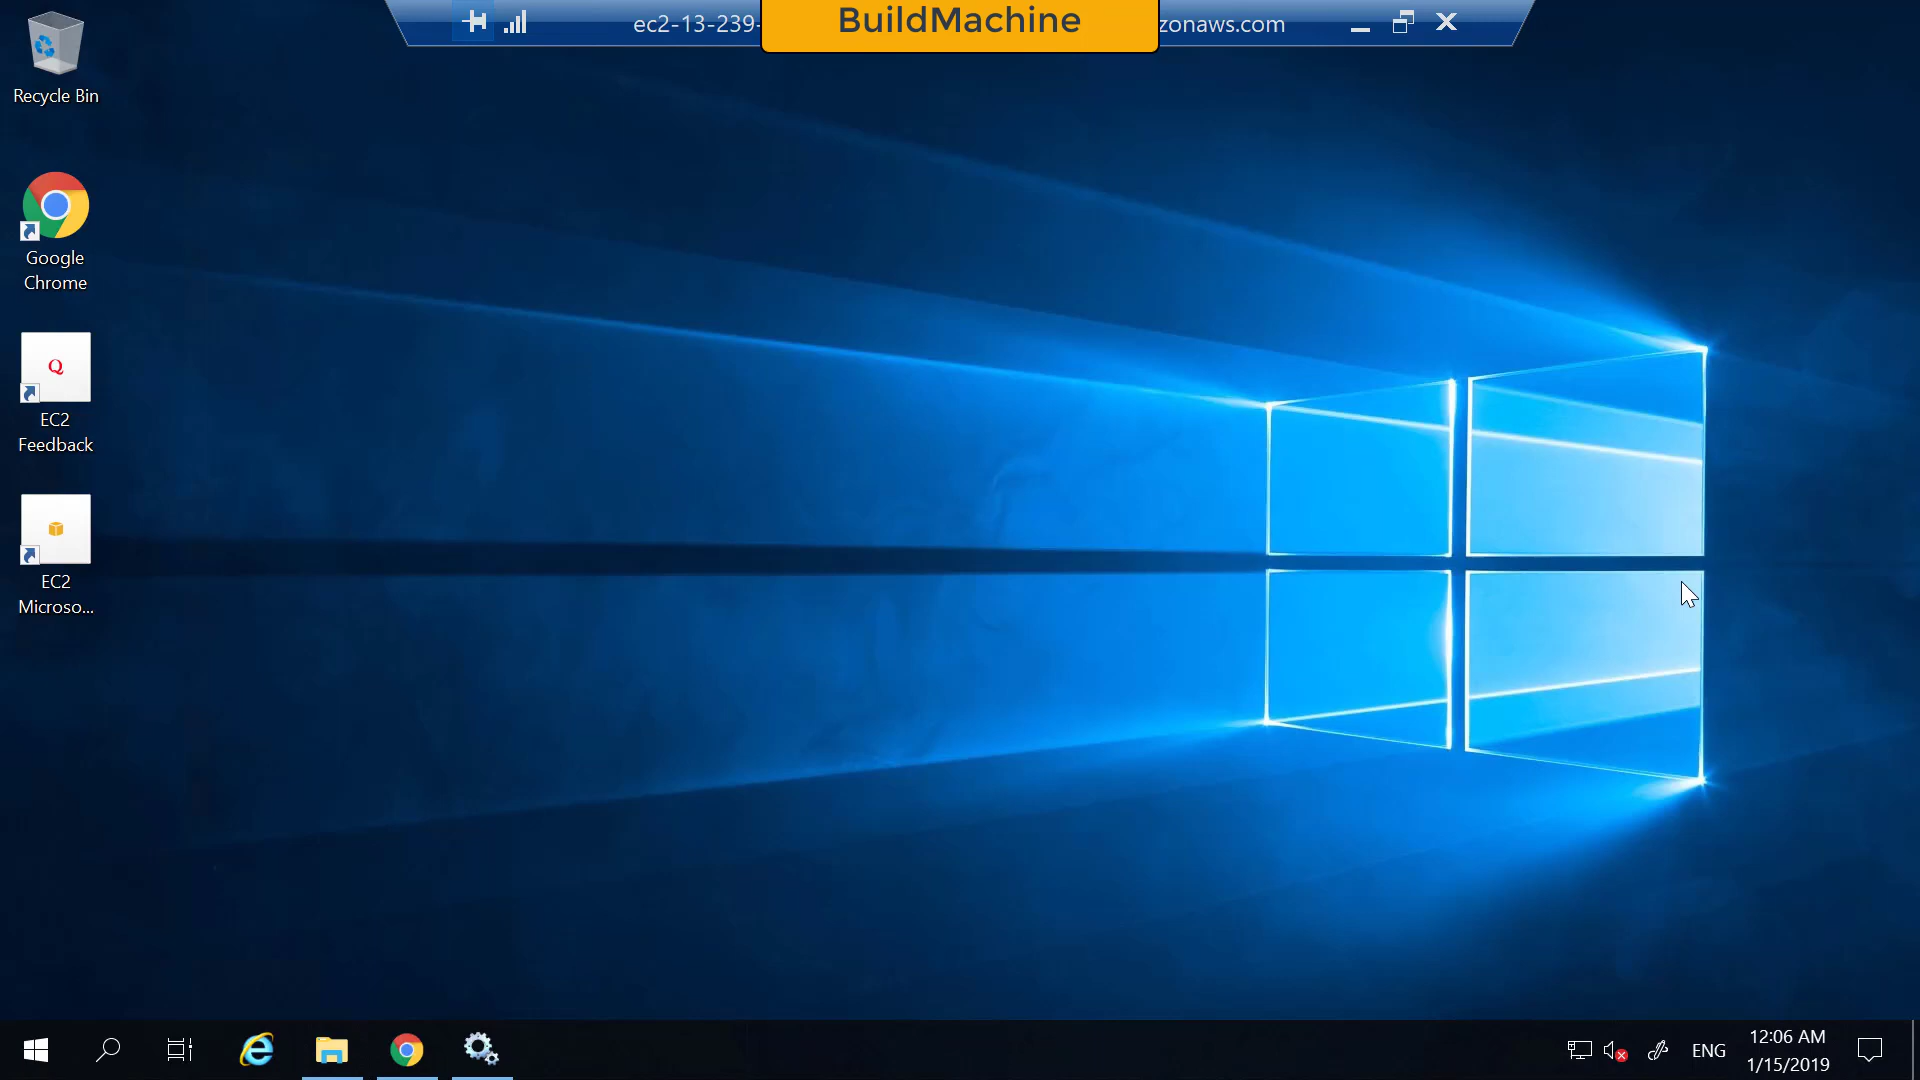 ec2-13-239-
BuildMachine
zonaws.com
Recycle Bin
Google
Chrome
Q
EC2
Feedback
EC2
Microso...
ENG
12:06 AM
1/15/2019